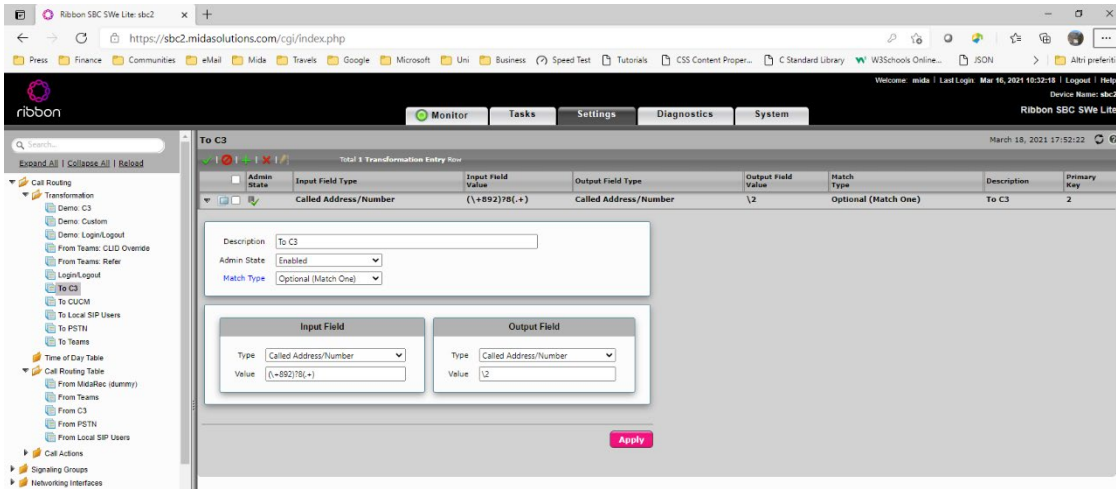 Ribbon SBC SWe Lite: sbc2
https://sbc2.midasolutions.com/cgi/index.php
Press Finance Communities eMail Mida Travels Google Microsoft Uni Business Speed Test Tutorials CSS Content Proper... C Standard Library W3Schools Online... JSON Altri preferiti
Welcome: mida | Last Login: Mar 16, 2021 10:32:18 | Logout | Help
Device Name: sbc2
ribbon
Monitor Tasks Settings Diagnostics System
Ribbon SBC SWe Lite
Search...
Expand All | Collapse All | Reload
Call Routing
Transformation
Demo: C3
Demo: Custom
Demo: Login/Logout
From Teams: CLID Override
From Teams: Refer
Login/Logout
To C3
To CUCM
To Local SIP Users
To PSTN
To Teams
Time of Day Table
Call Routing Table
From MidaRec (dummy)
From Teams
From C3
From PSTN
From Local SIP Users
Call Actions
Signaling Groups
Networking Interfaces
To C3
March 18, 2021 17:52:22
Total 1 Transformation Entry Row
Admin State Input Field Type Input Field Value Output Field Type Output Field Value Match Type Description Primary Key
Called Address/Number (\+892)?8(.+) Called Address/Number \2 Optional (Match One) To C3 2
Description To C3
Admin State Enabled
Match Type Optional (Match One)
Input Field
Type Called Address/Number
Value (\+892)?8(.+)
Output Field
Type Called Address/Number
Value \2
Apply